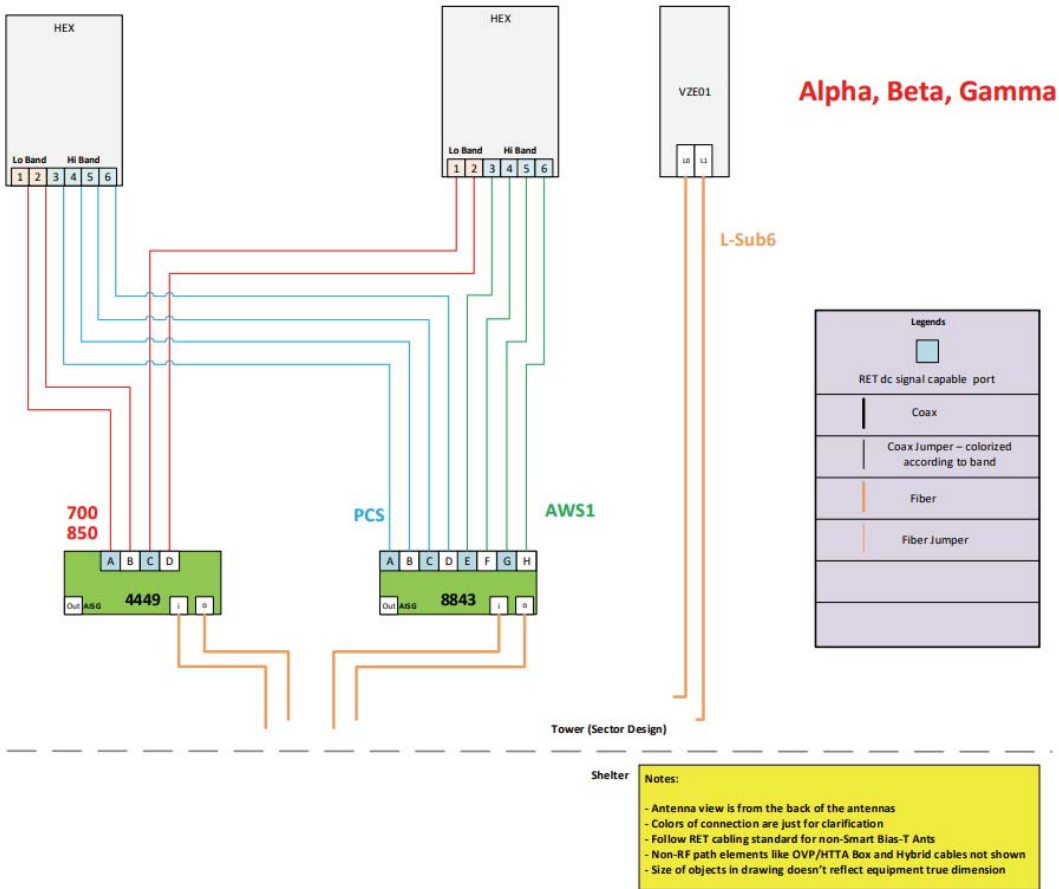 HEX
HEX
VZE01
Alpha, Beta, Gamma
Lo Band Hi Band
1 2 3 4 5 6
Lo Band Hi Band
1 2 3 4 5 6
L0 L1
L-Sub6
Legends
RET dc signal capable port
Coax
Coax Jumper – colorized
according to band
Fiber
Fiber Jumper
700
850
PCS
AWS1
A B C D
Out AISG 4449 i o
A B C D E F G H
Out AISG 8843 i o
Tower (Sector Design)
Shelter
Notes:
- Antenna view is from the back of the antennas
- Colors of connection are just for clarification
- Follow RET cabling standard for non-Smart Bias-T Ants
- Non-RF path elements like OVP/HTTA Box and Hybrid cables not shown
- Size of objects in drawing doesn't reflect equipment true dimension